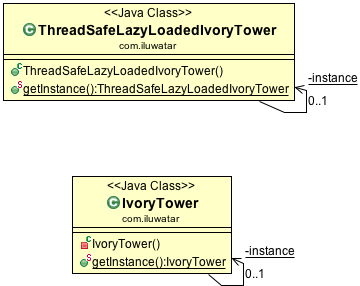 <<Java Class>>
ThreadSafeLazyLoadedIvoryTower
com.iluwatar
ThreadSafeLazyLoadedIvoryTower()
getInstance():ThreadSafeLazyLoadedIvoryTower
-instance
0..1
<<Java Class>>
IvoryTower
com.iluwatar
IvoryTower()
getInstance():IvoryTower
-instance
0..1